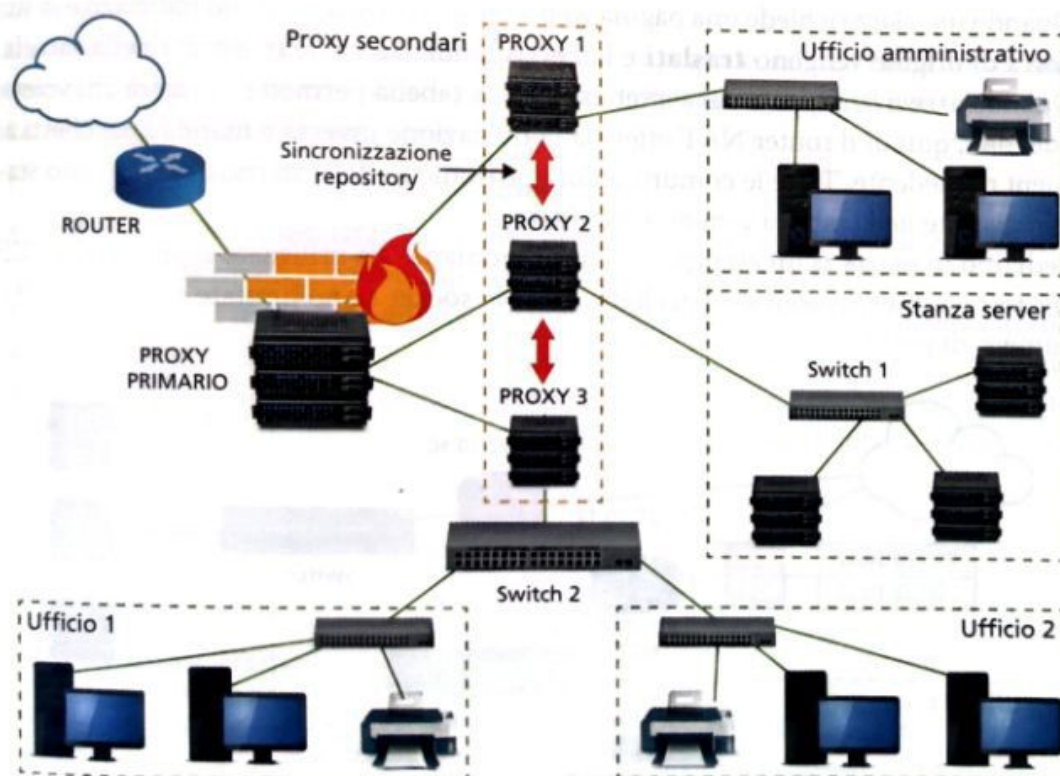 Proxy secondari
PROXY 1
Ufficio amministrativo
Sincronizzazione
repository
ROUTER
PROXY 2
Stanza server
PROXY
PRIMARIO
Switch 1
PROXY 3
Switch 2
Ufficio 1
Ufficio 2